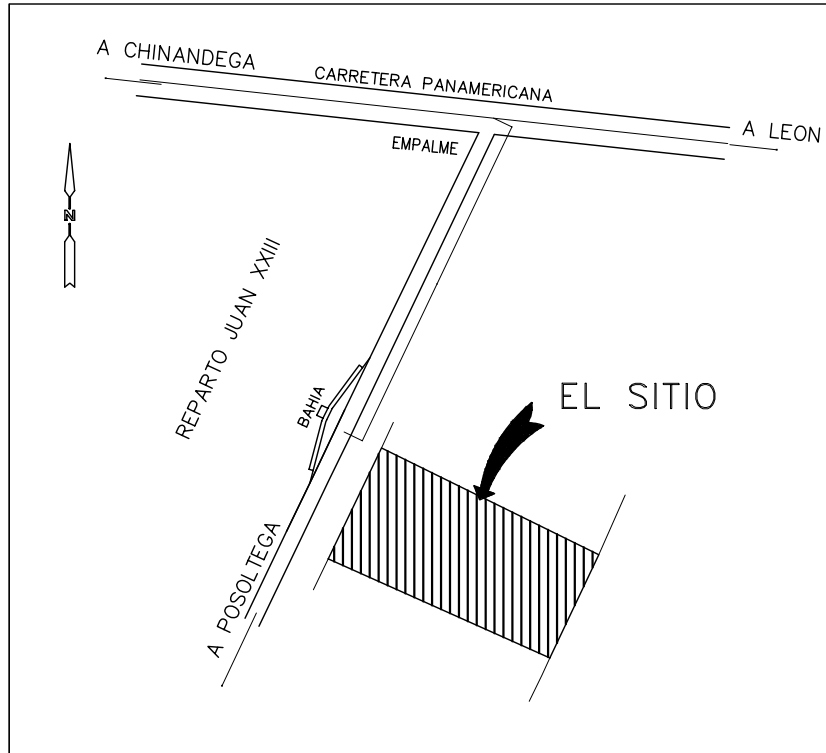 A CHINANDEGA
CARRETERA PANAMERICANA
A LEON
EMPALME
N
REPARTO JUAN XXIII
BAHIA
EL SITIO
A POSOLTEGA